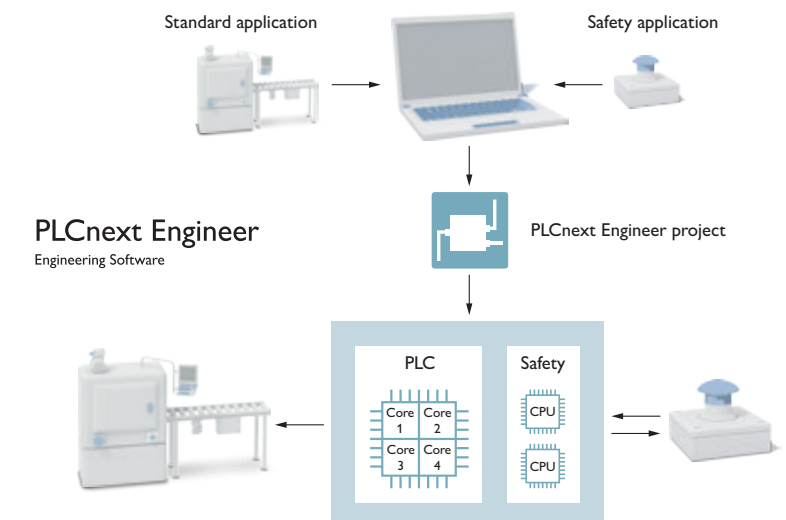 Standard application
Safety application
PLCnext Engineer
Engineering Software
PLCnext Engineer project
PLC
Safety
Core
1
Core
2
Core
3
Core
4
CPU
CPU